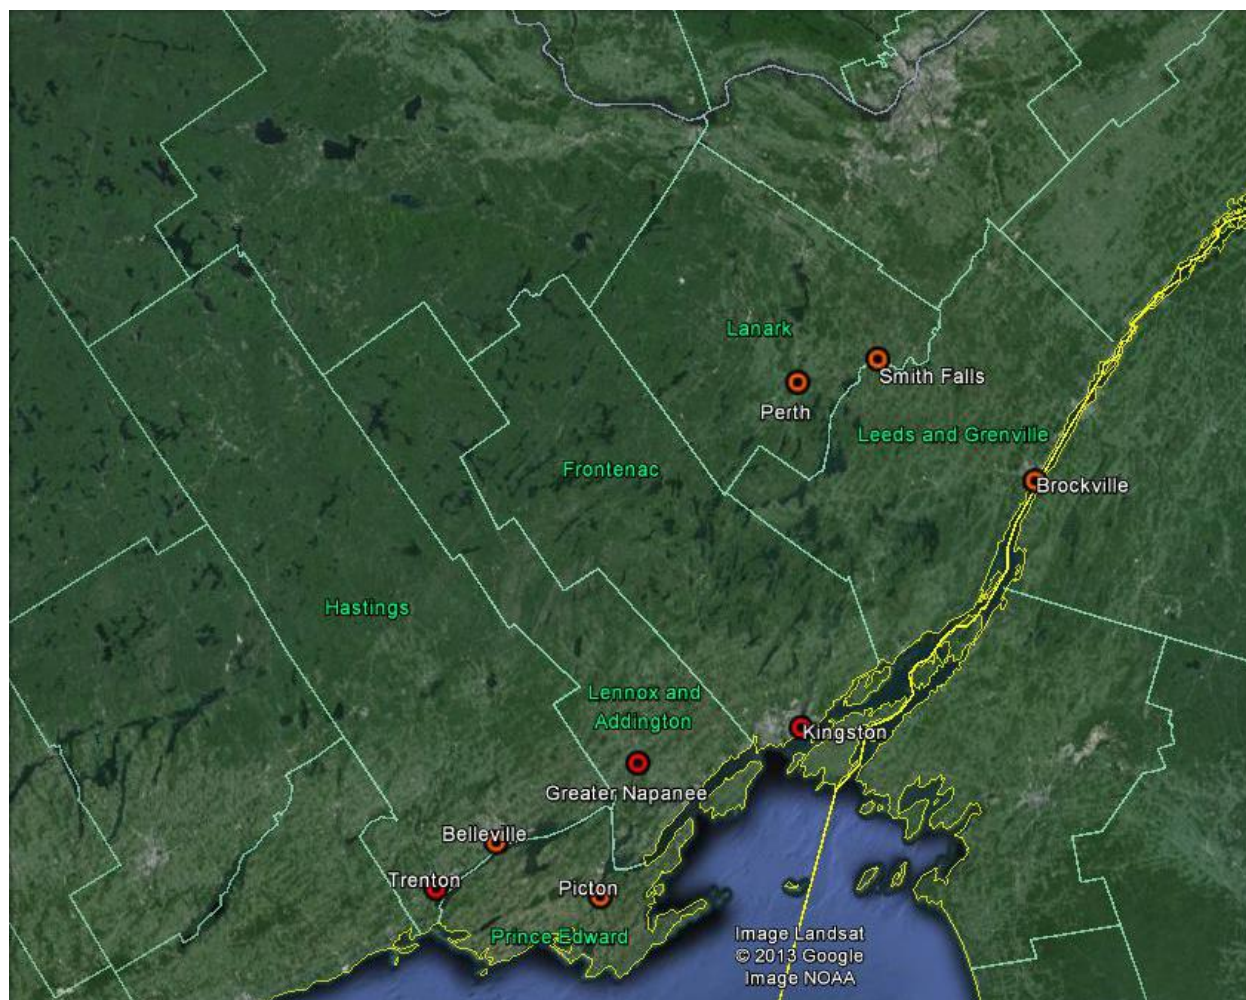 Lanark
Smith Falls
Perth
Leeds and Grenville
Frontenac
Brockville
Hastings
Lennox and
Addington
Kingston
Greater Napanee
Belleville
Trenton
Picton
Prince Edward
Image Landsat
© 2013 Google
Image NOAA